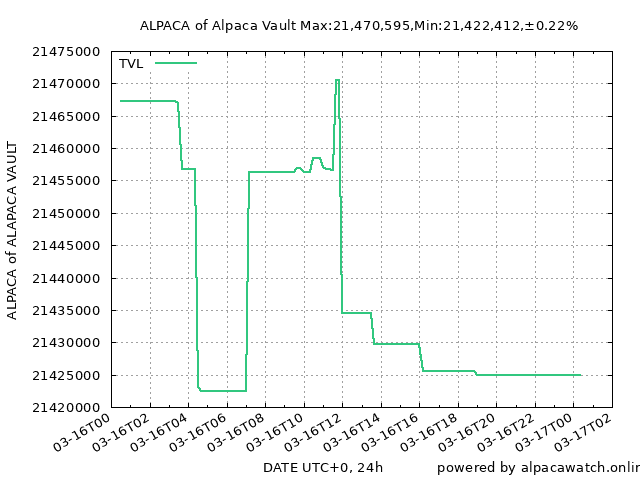 ALPACA of Alpaca Vault Max:21,470,595,Min:21,422,412,±0.22%
TVL
21475000
21470000
21465000
21460000
21455000
21450000
21445000
21440000
21435000
21430000
21425000
21420000
ALPACA of ALAPACA VAULT
03-16T00
03-16T02
03-16T04
03-16T06
03-16T08
03-16T10
03-16T12
03-16T14
03-16T16
03-16T18
03-16T20
03-16T22
03-17T00
03-17T02
DATE UTC+0, 24h
powered by alpacawatch.onlin